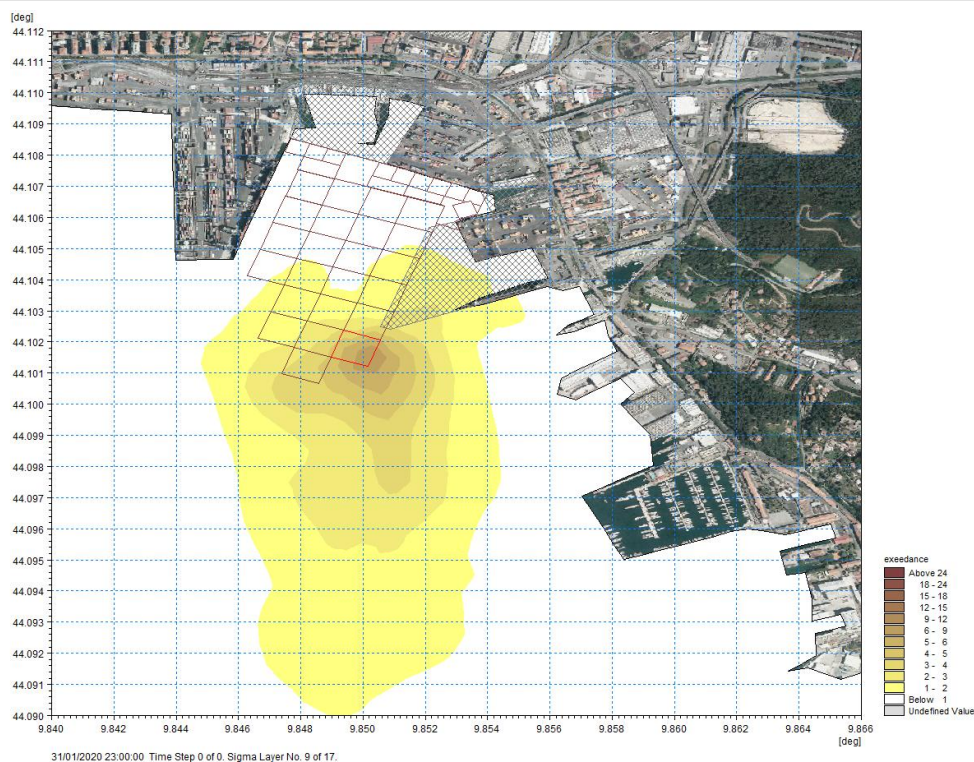 [deg]
44.112
44.111
44.110
44.109
44.108
44.107
44.106
44.105
44.104
44.103
44.102
44.101
44.100
44.099
44.098
44.097
44.096
44.095
44.094
44.093
44.092
44.091
44.090
9.840 9.842 9.844 9.846 9.848 9.850 9.852 9.854 9.856 9.858 9.860 9.862 9.864 9.866
[deg]
exeedance
Above 24
18 - 24
15 - 18
12 - 15
9 - 12
6 - 9
5 - 6
4 - 5
3 - 4
2 - 3
1 - 2
Below 1
Undefined Value
31/01/2020 23:00:00 Time Step 0 of 0. Sigma Layer No. 9 of 17.